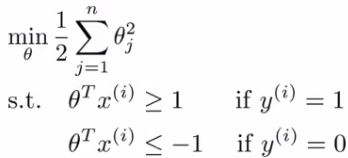 min_θ 1/2 ∑_{j=1}^{n} θ_j^2
s.t. θ^T x^{(i)} ≥ 1 if y^{(i)} = 1
θ^T x^{(i)} ≤ −1 if y^{(i)} = 0